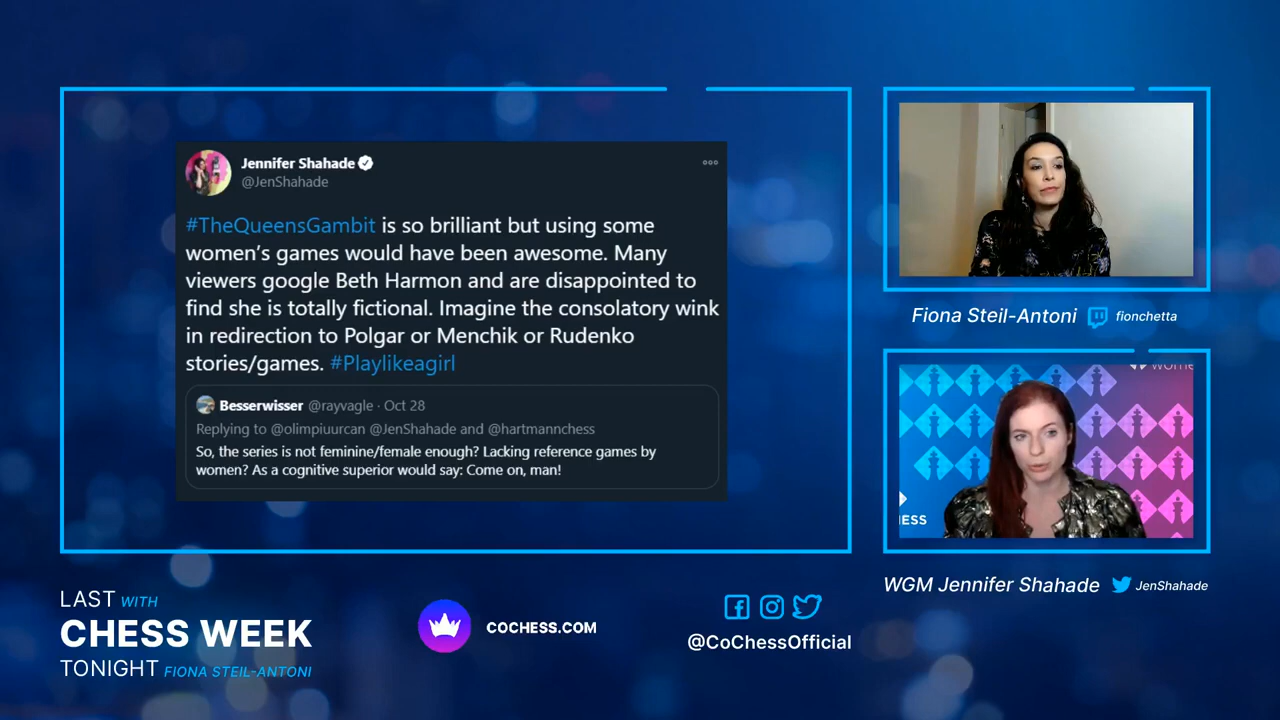 Jennifer Shahade
@JenShahade
#TheQueensGambit is so brilliant but using some
women's games would have been awesome. Many
viewers google Beth Harmon and are disappointed to
find she is totally fictional. Imagine the consolatory wink
in redirection to Polgar or Menchik or Rudenko
stories/games. #Playlikeagirl
Besserwisser @rayvagle · Oct 28
Replying to @olimpiuurcan @JenShahade and @hartmannchess
So, the series is not feminine/female enough? Lacking reference games by
women? As a cognitive superior would say: Come on, man!
Fiona Steil-Antoni fionchetta
ESS
WGM Jennifer Shahade JenShahade
LAST WITH
CHESS WEEK
TONIGHT FIONA STEIL-ANTONI
COCHESS.COM
@CoChessOfficial